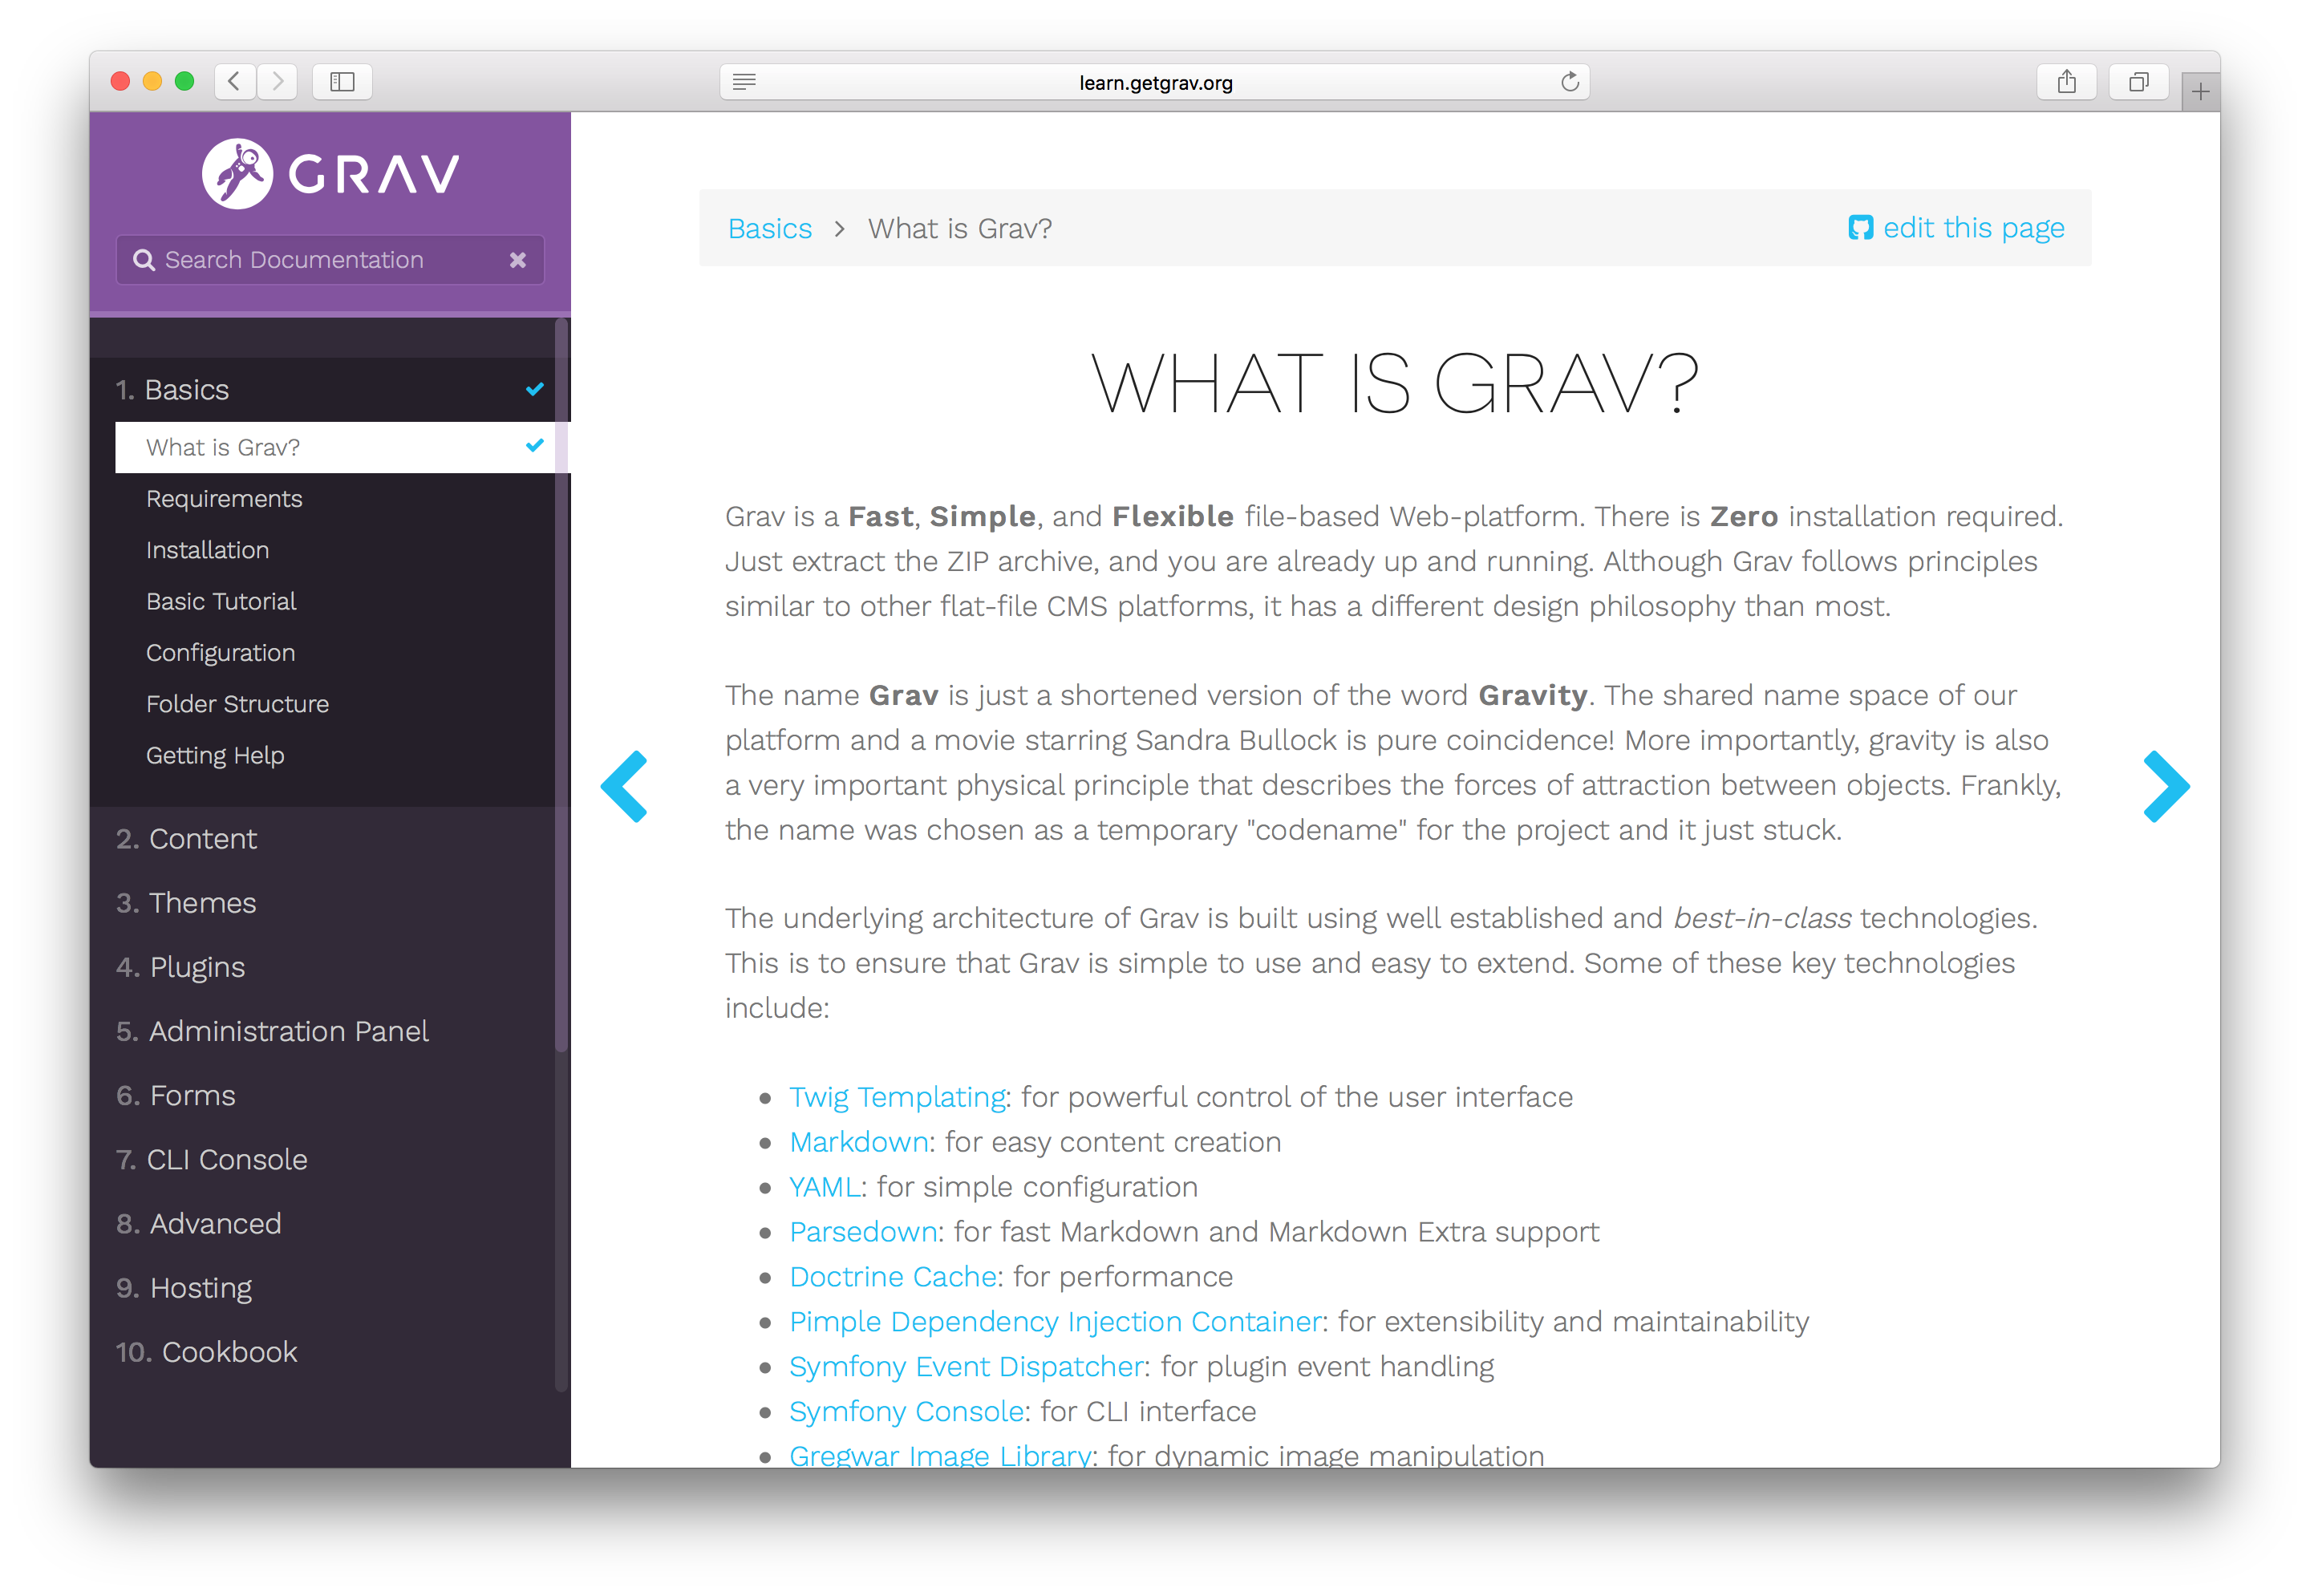 learn.getgrav.org
GRAV
Search Documentation
1. Basics
What is Grav?
Requirements
Installation
Basic Tutorial
Configuration
Folder Structure
Getting Help
2. Content
3. Themes
4. Plugins
5. Administration Panel
6. Forms
7. CLI Console
8. Advanced
9. Hosting
10. Cookbook
Basics > What is Grav?
edit this page
WHAT IS GRAV?
Grav is a Fast, Simple, and Flexible file-based Web-platform. There is Zero installation required.
Just extract the ZIP archive, and you are already up and running. Although Grav follows principles
similar to other flat-file CMS platforms, it has a different design philosophy than most.
The name Grav is just a shortened version of the word Gravity. The shared name space of our
platform and a movie starring Sandra Bullock is pure coincidence! More importantly, gravity is also
a very important physical principle that describes the forces of attraction between objects. Frankly,
the name was chosen as a temporary "codename" for the project and it just stuck.
The underlying architecture of Grav is built using well established and best-in-class technologies.
This is to ensure that Grav is simple to use and easy to extend. Some of these key technologies
include:
• Twig Templating: for powerful control of the user interface
• Markdown: for easy content creation
• YAML: for simple configuration
• Parsedown: for fast Markdown and Markdown Extra support
• Doctrine Cache: for performance
• Pimple Dependency Injection Container: for extensibility and maintainability
• Symfony Event Dispatcher: for plugin event handling
• Symfony Console: for CLI interface
• Gregwar Image Library: for dynamic image manipulation